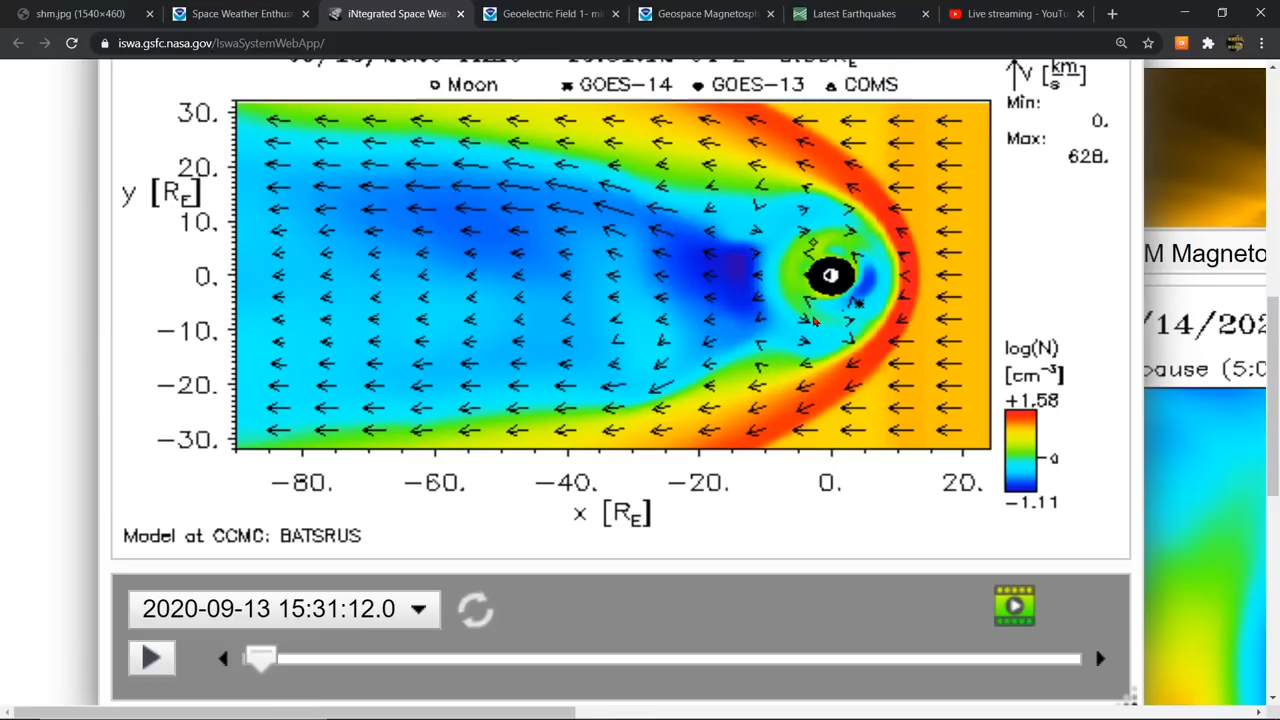 shm.jpg (1540×460)
Space Weather Enthus
iNtegrated Space Wea
Geoelectric Field 1- mi
Geospace Magnetosph
Latest Earthquakes
Live streaming - YouTu
iswa.gsfc.nasa.gov/IswaSystemWebApp/
Moon GOES-14 GOES-13 COMS
V [km/s]
Min:
0.
Max:
628.
30.
20.
y [RE]
10.
0.
-10.
-20.
-30.
-80. -60. -40. -20. 0. 20.
x [RE]
log(N)
[cm-3]
+1.58
0
-1.11
Model at CCMC: BATSRUS
M Magneto
/14/202
pause (5:0
2020-09-13 15:31:12.0